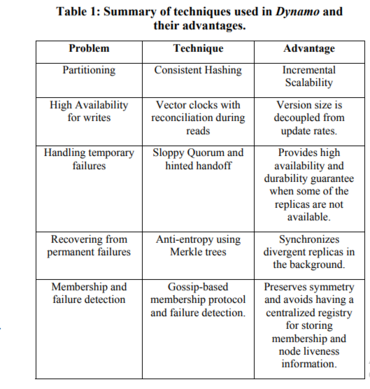 Table 1: Summary of techniques used in Dynamo and
their advantages.
Problem Technique Advantage
Partitioning Consistent Hashing Incremental
Scalability
High Availability
for writes
Vector clocks with
reconciliation during
reads
Version size is
decoupled from
update rates.
Handling temporary
failures
Sloppy Quorum and
hinted handoff
Provides high
availability and
durability guarantee
when some of the
replicas are not
available.
Recovering from
permanent failures
Anti-entropy using
Merkle trees
Synchronizes
divergent replicas in
the background.
Membership and
failure detection
Gossip-based
membership protocol
and failure detection.
Preserves symmetry
and avoids having a
centralized registry
for storing
membership and
node liveness
information.